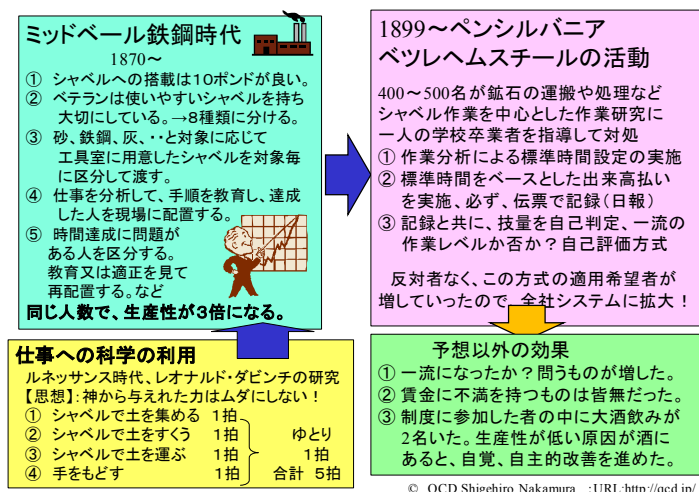 ミッドベール鉄鋼時代
1870～
① シャベルへの搭載は10ポンドが良い。
② ベテランは使いやすいシャベルを持ち
大切にしている。→8種類に分ける。
③ 砂、鉄鋼、灰、・・と対象に応じて
工具室に用意したシャベルを対象毎
に区分して渡す。
④ 仕事を分析して、手順を教育し、達成
した人を現場に配置する。
⑤ 時間達成に問題が
ある人を区分する。
教育又は適正を見て
再配置する。など
同じ人数で、生産性が3倍になる。
1899～ペンシルバニア
ベツレヘムスチールの活動
400～500名が鉱石の運搬や処理など
シャベル作業を中心とした作業研究に
一人の学校卒業者を指導して対処
① 作業分析による標準時間設定の実施
② 標準時間をベースとした出来高払い
を実施、必ず、伝票で記録(日報)
③ 記録と共に、技量を自己判定、一流の
作業レベルか否か？自己評価方式
反対者なく、この方式の適用希望者が
増していったので、全社システムに拡大！
仕事への科学の利用
ルネッサンス時代、レオナルド・ダビンチの研究
【思想】:神から与えれた力はムダにしない！
① シャベルで土を集める 1拍
② シャベルで土をすくう 1拍 ゆとり
③ シャベルで土を運ぶ 1拍 1拍
④ 手をもどす 1拍 合計 5拍
予想以外の効果
① 一流になったか？問うものが増した。
② 賃金に不満を持つものは皆無だった。
③ 制度に参加した者の中に大酒飲みが
2名いた。生産性が低い原因が酒に
あると、自覚、自主的改善を進めた。
© QCD Shigehiro Nakamura :URL:http://qcd.jp/